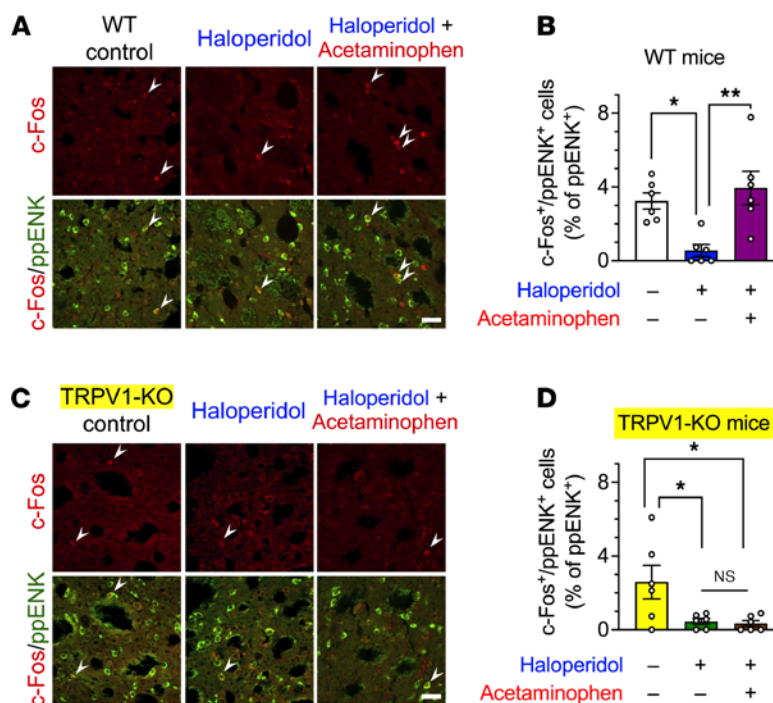 A
WT
control
Haloperidol
Haloperidol +
Acetaminophen
c-Fos
c-Fos/ppENK
B
WT mice
c-Fos⁺/ppENK⁺ cells
(% of ppENK⁺)
8
4
0
*
**
Haloperidol – + +
Acetaminophen – – +
C
TRPV1-KO
control
Haloperidol
Haloperidol +
Acetaminophen
c-Fos
c-Fos/ppENK
D
TRPV1-KO mice
c-Fos⁺/ppENK⁺ cells
(% of ppENK⁺)
8
4
0
*
*
NS
Haloperidol – + +
Acetaminophen – – +